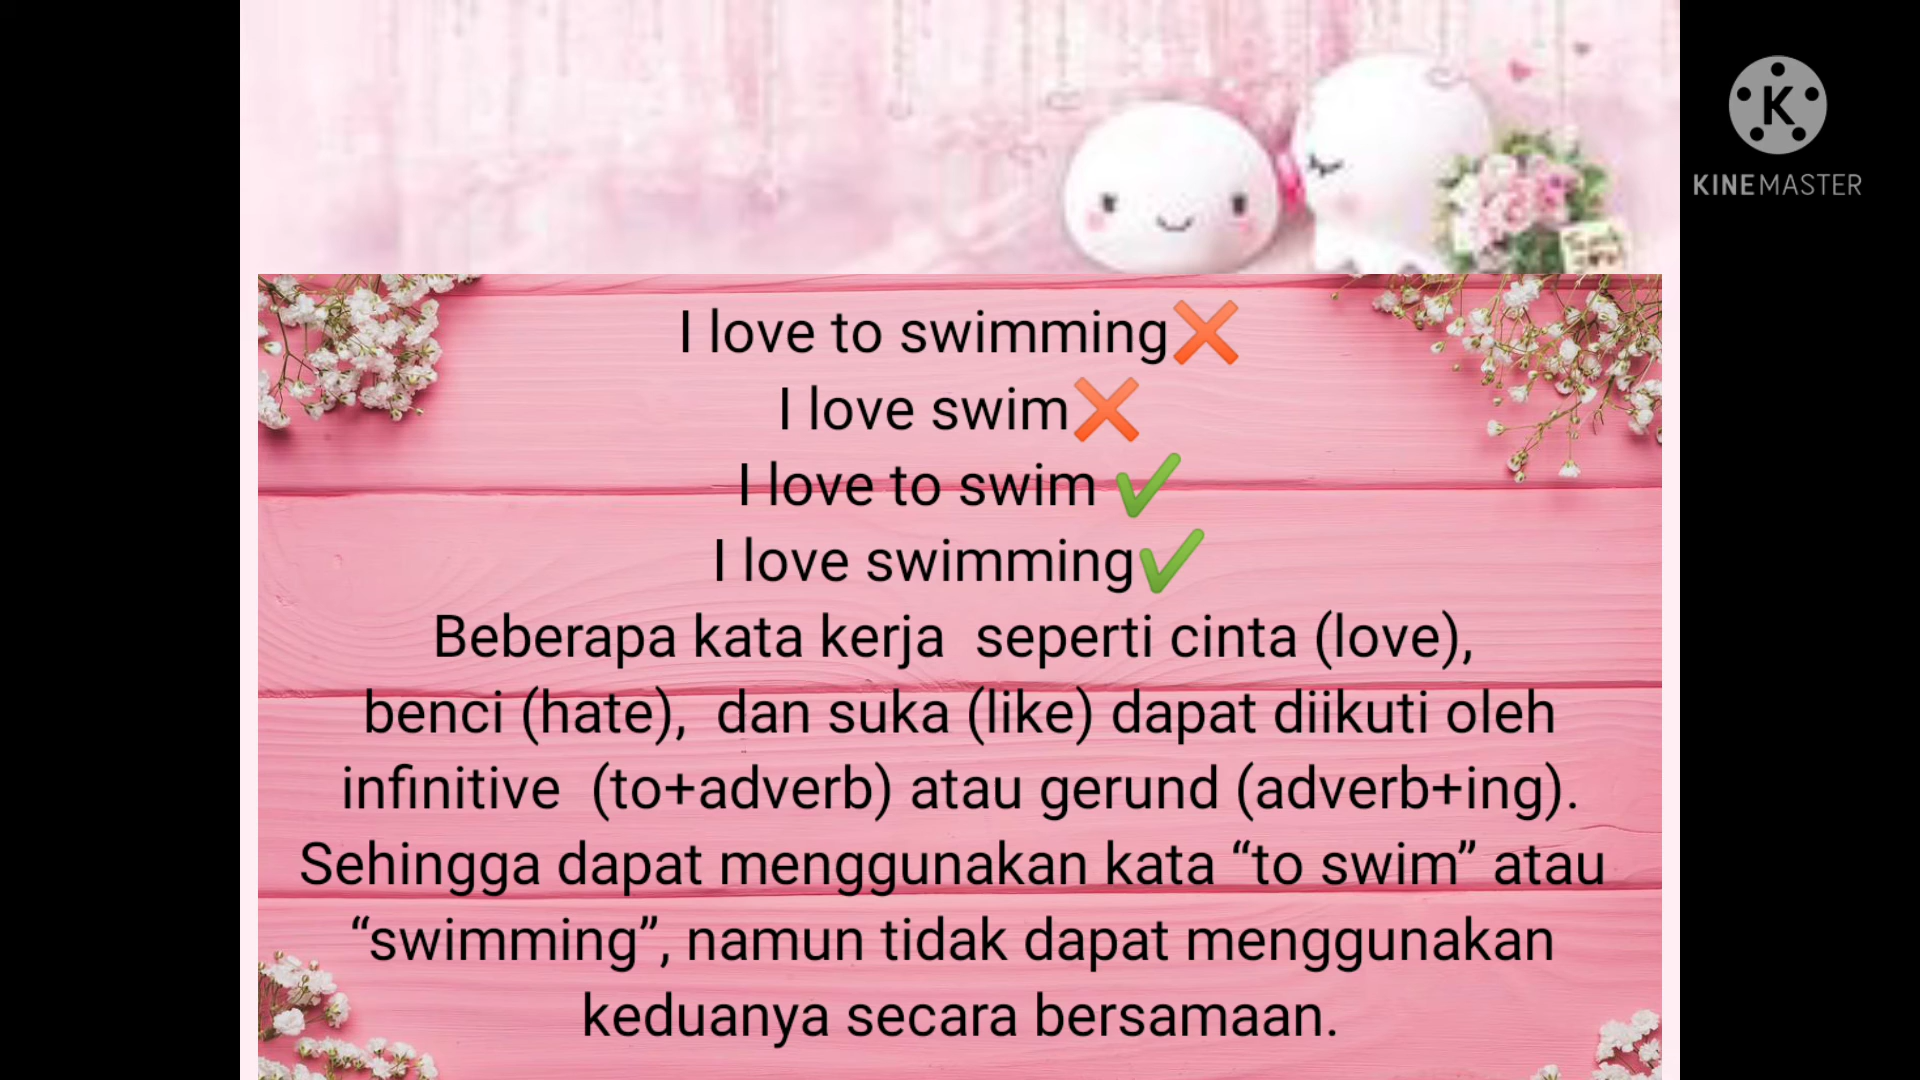 KINEMASTER
I love to swimming❌
I love swim❌
I love to swim ✔
I love swimming✔
Beberapa kata kerja  seperti cinta (love),
benci (hate),  dan suka (like) dapat diikuti oleh
infinitive  (to+adverb) atau gerund (adverb+ing).
Sehingga dapat menggunakan kata “to swim” atau
“swimming”, namun tidak dapat menggunakan
keduanya secara bersamaan.